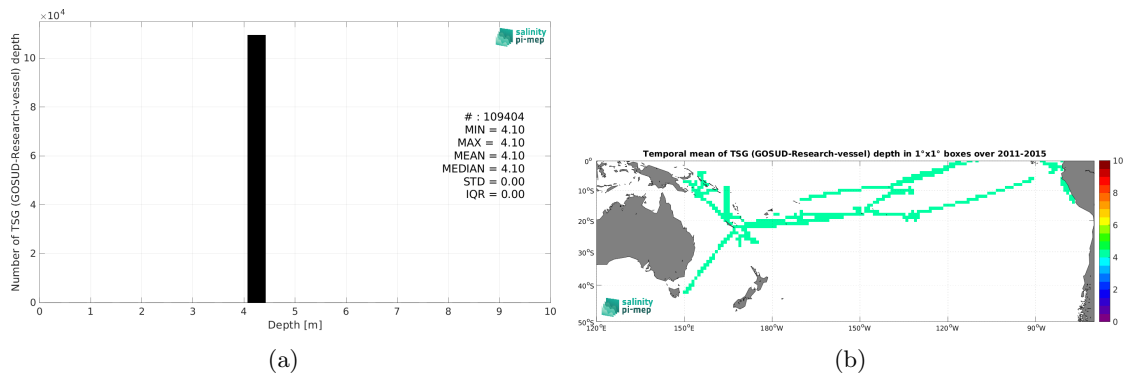 ×10⁴
10
8
6
4
2
0
Number of TSG (GOSUD-Research-vessel) depth
salinity
pi-mep
# : 109404
MIN = 4.10
MAX = 4.10
MEAN = 4.10
MEDIAN = 4.10
STD = 0.00
IQR = 0.00
0 1 2 3 4 5 6 7 8 9 10
Depth [m]
(a)
Temporal mean of TSG (GOSUD-Research-vessel) depth in 1°x1° boxes over 2011-2015
0°
10°S
20°S
30°S
40°S
50°S
salinity
pi-mep
120°E 150°E 180°W 150°W 120°W 90°W
10
8
6
4
2
0
(b)